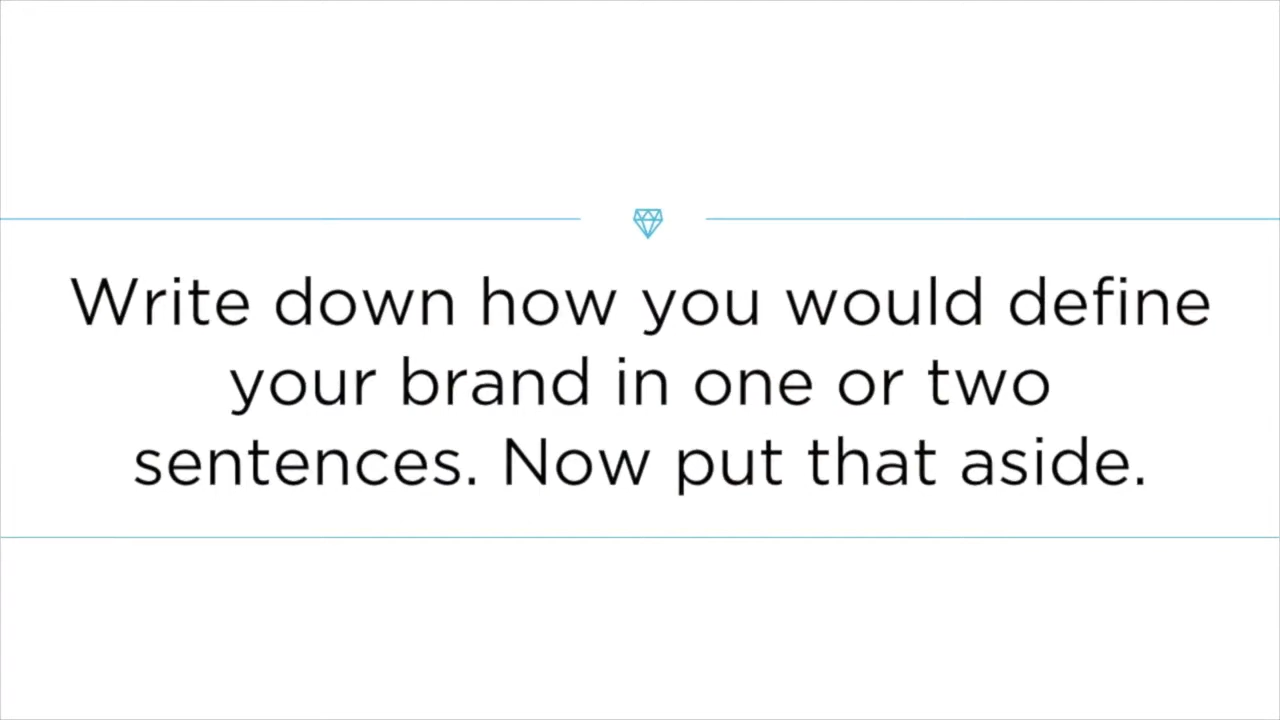 Write down how you would define
your brand in one or two
sentences. Now put that aside.